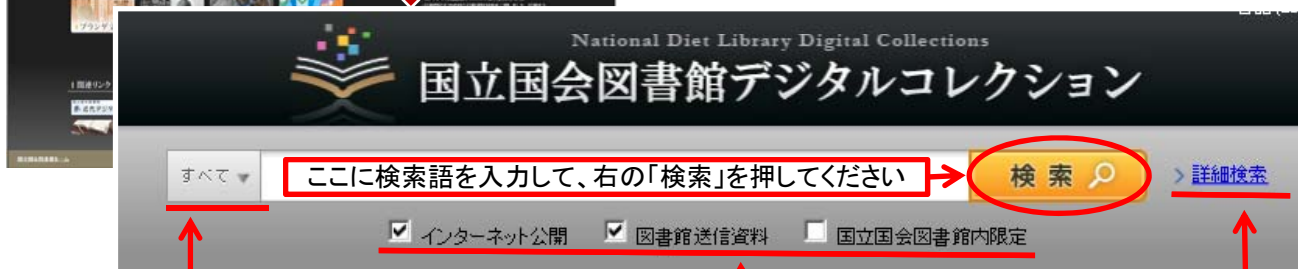 National Diet Library Digital Collections
国立国会図書館デジタルコレクション
すべて ここに検索語を入力して、右の「検索」を押してください 検索 > 詳細検索
インターネット公開 図書館送信資料 国立国会図書館内限定